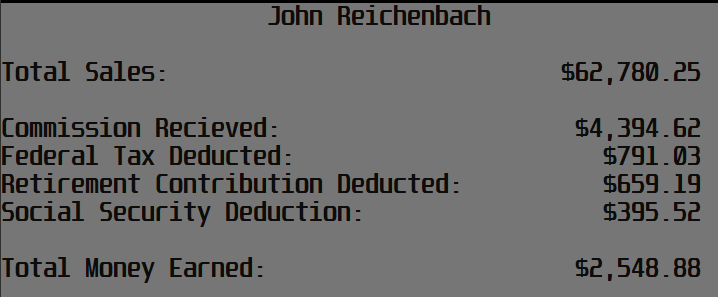 John Reichenbach
Total Sales: $62,780.25
Commission Recieved: $4,394.62
Federal Tax Deducted: $791.03
Retirement Contribution Deducted: $659.19
Social Security Deduction: $395.52
Total Money Earned: $2,548.88